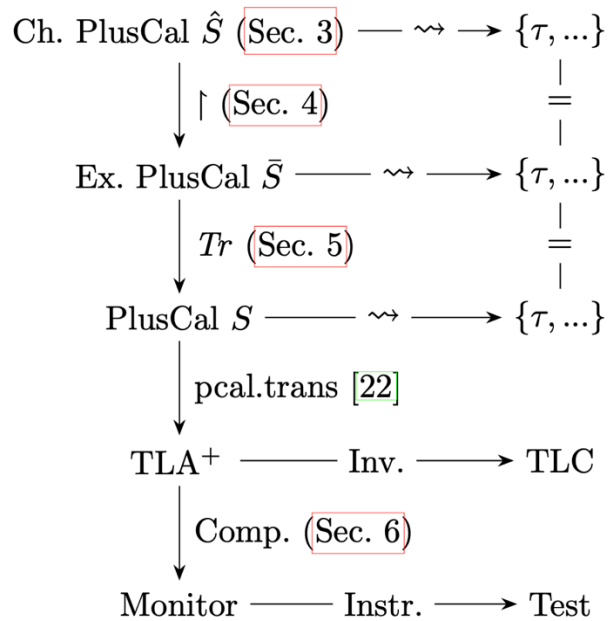 Ch. PlusCal Ŝ (Sec. 3) ⇝ {τ, ...}
↾ (Sec. 4) =
Ex. PlusCal S̄ ⇝ {τ, ...}
Tr (Sec. 5) =
PlusCal S ⇝ {τ, ...}
pcal.trans [22]
TLA⁺ Inv. TLC
Comp. (Sec. 6)
Monitor Instr. Test